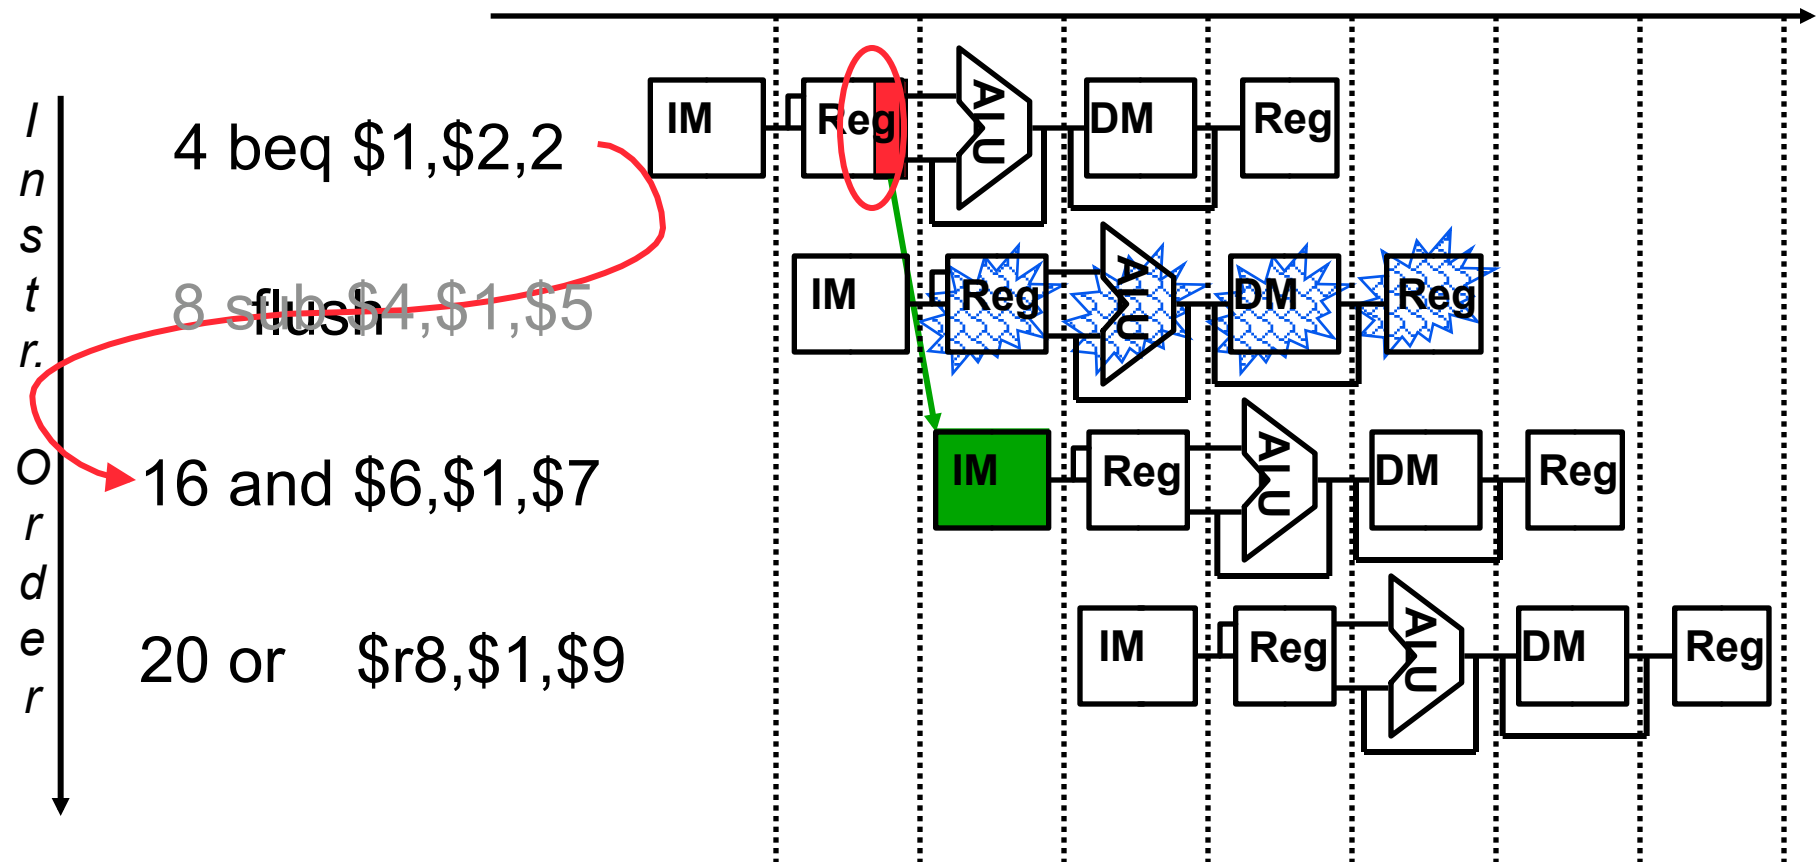 Instr. Order
4 beq $1,$2,2
IM Reg ALU DM Reg
8 sub $4,$1,$5
flush
IM Reg ALU DM Reg
16 and $6,$1,$7
IM Reg ALU DM Reg
20 or $r8,$1,$9
IM Reg ALU DM Reg